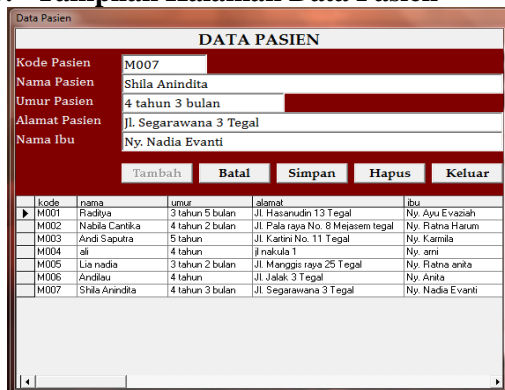 Data Pasien
DATA PASIEN
Kode Pasien M007
Nama Pasien Shila Anindita
Umur Pasien 4 tahun 3 bulan
Alamat Pasien Jl. Segarawana 3 Tegal
Nama Ibu Ny. Nadia Evanti
Tambah Batal Simpan Hapus Keluar
kode nama umur alamat ibu
M001 Raditya 3 tahun 5 bulan Jl. Hasanudin 13 Tegal Ny. Ayu Evaziah
M002 Nabila Cantika 4 tahun 2 bulan Jl. Pala raya No. 8 Mejasem tegal Ny. Ratna Harum
M003 Andi Saputra 5 tahun Jl. Kartini No. 11 Tegal Ny. Karmila
M004 ali 4 tahun jl nakula 1 Ny. arni
M005 Lia nadia 3 tahun 2 bulan Jl. Manggis raya 25 Tegal Ny. Ratna anita
M006 Andilau 4 tahun Jl. Jalak 3 Tegal Ny. Anita
M007 Shila Anindita 4 tahun 3 bulan Jl. Segarawana 3 Tegal Ny. Nadia Evanti